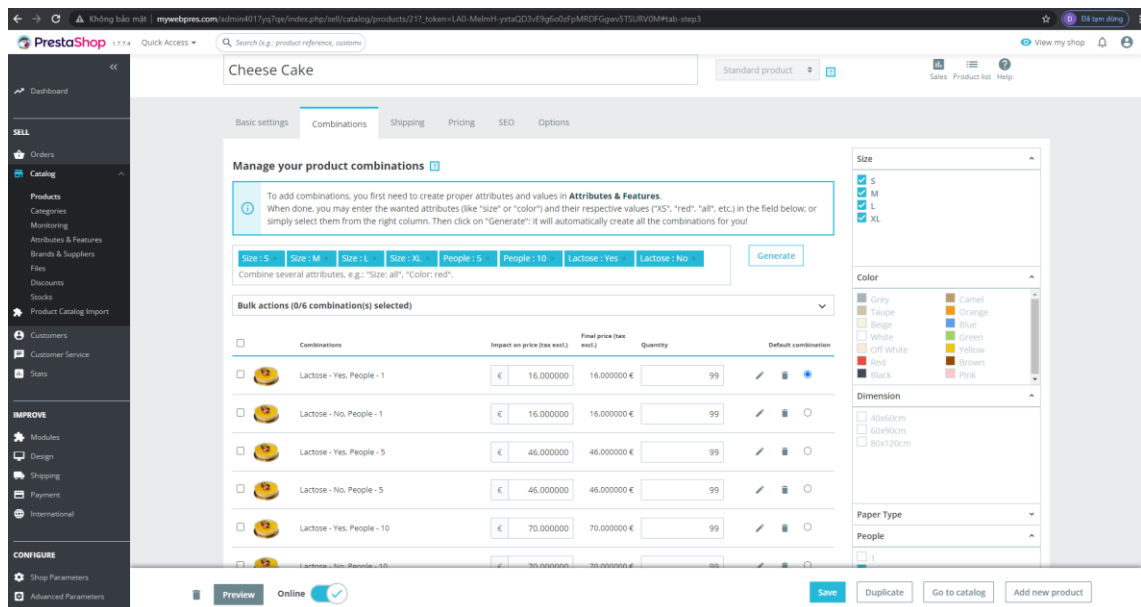 Không bảo mật | mywebpres.com/admin4017yq7qe/index.php/sell/catalog/products/21?_token=LA0-MelmH-yxtaQD3vE9g6o0zFpMRDFGgwv5TSURV0M#tab-step3
D Đã tạm dừng
PrestaShop 1.7.7.4 Quick Access Search (e.g.: product reference, custome View my shop
Cheese Cake Standard product
Sales Product list Help
Dashboard
SELL
Orders
Catalog
Products
Categories
Monitoring
Attributes & Features
Brands & Suppliers
Files
Discounts
Stocks
Product Catalog Import
Customers
Customer Service
Stats
IMPROVE
Modules
Design
Shipping
Payment
International
CONFIGURE
Shop Parameters
Advanced Parameters
Basic settings Combinations Shipping Pricing SEO Options
Manage your product combinations
To add combinations, you first need to create proper attributes and values in Attributes & Features.
When done, you may enter the wanted attributes (like "size" or "color") and their respective values ("XS", "red", "all", etc.) in the field below; or
simply select them from the right column. Then click on "Generate": it will automatically create all the combinations for you!
Size : S × Size : M × Size : L × Size : XL × People : 5 × People : 10 × Lactose : Yes × Lactose : No ×
Combine several attributes, e.g.: "Size: all", "Color: red".
Generate
Bulk actions (0/6 combination(s) selected)
Combinations Impact on price (tax excl.) Final price (tax excl.) Quantity Default combination
Lactose - Yes, People - 1 € 16.000000 16.000000 € 99
Lactose - No, People - 1 € 16.000000 16.000000 € 99
Lactose - Yes, People - 5 € 46.000000 46.000000 € 99
Lactose - No, People - 5 € 46.000000 46.000000 € 99
Lactose - Yes, People - 10 € 70.000000 70.000000 € 99
Lactose - No, People - 10 € 70.000000 70.000000 € 99
Size
S
M
L
XL
Color
Grey Camel
Taupe Orange
Beige Blue
White Green
Off White Yellow
Red Brown
Black Pink
Dimension
40x60cm
60x90cm
80x120cm
Paper Type
People
1
Preview Online Save Duplicate Go to catalog Add new product